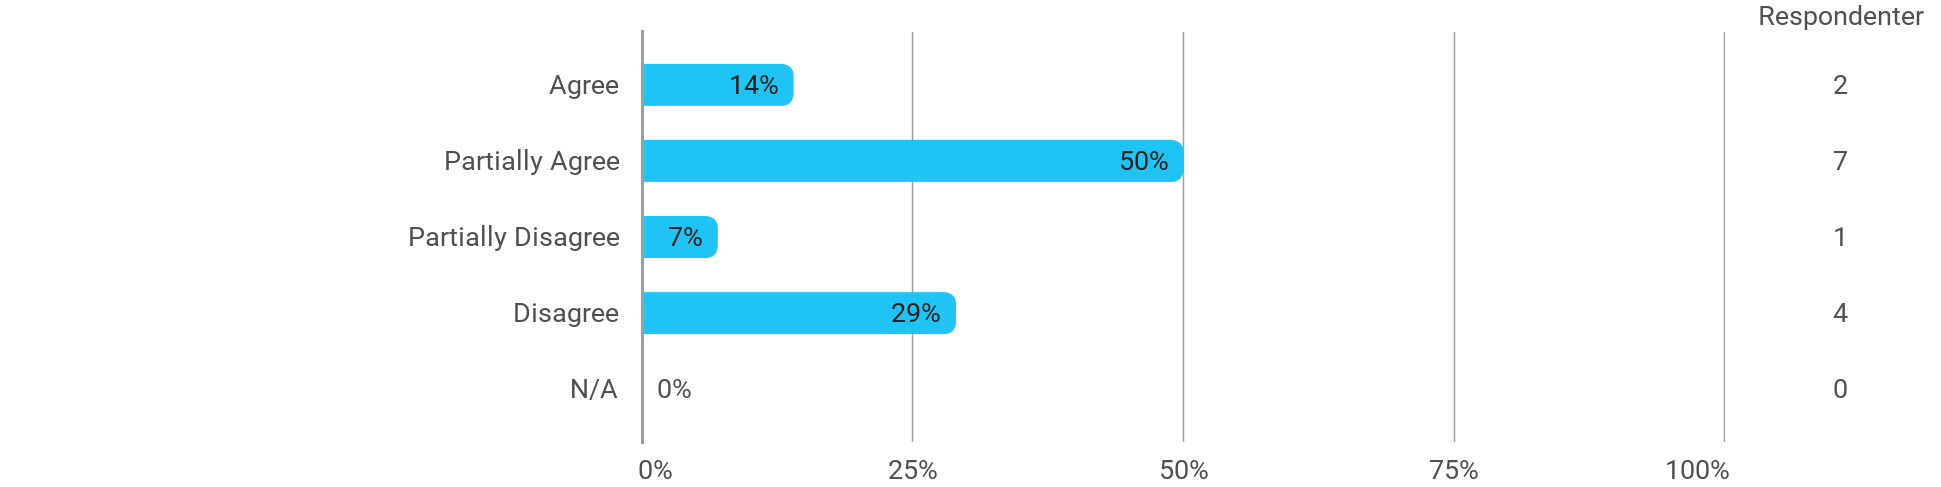 Respondenter
Agree 14% 2
Partially Agree 50% 7
Partially Disagree 7% 1
Disagree 29% 4
N/A 0% 0
0% 25% 50% 75% 100%